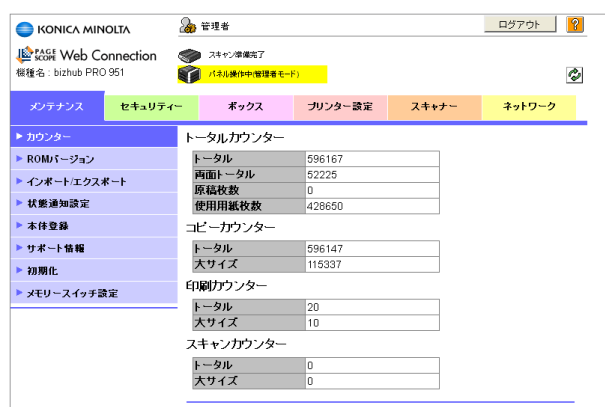 KONICA MINOLTA
管理者
ログアウト
?
PAGE SCOPE Web Connection
スキャン準備完了
機種名 : bizhub PRO 951
パネル操作中(管理者モード)
メンテナンス
セキュリティー
ボックス
プリンター設定
スキャナー
ネットワーク
カウンター
ROMバージョン
インポート/エクスポート
状態通知設定
本体登録
サポート情報
初期化
メモリースイッチ設定
トータルカウンター
トータル 596167
両面トータル 52225
原稿枚数 0
使用用紙枚数 428650
コピーカウンター
トータル 596147
大サイズ 115337
印刷カウンター
トータル 20
大サイズ 10
スキャンカウンター
トータル 0
大サイズ 0